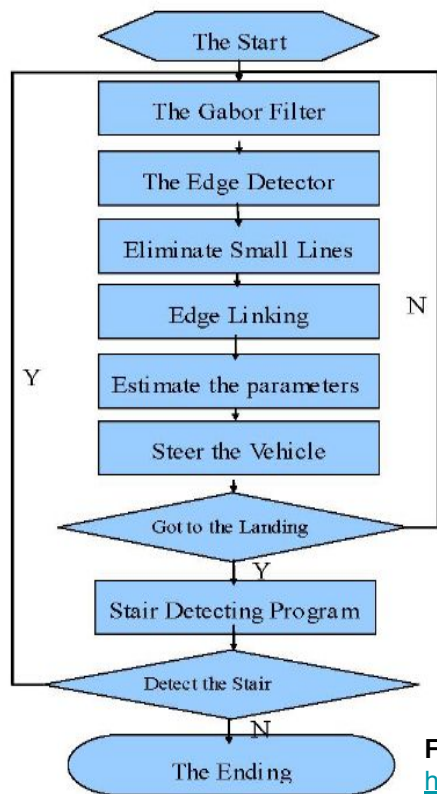 The Start
The Gabor Filter
The Edge Detector
Eliminate Small Lines
Edge Linking
N
Y
Estimate the parameters
Steer the Vehicle
Got to the Landing
Y
Stair Detecting Program
Detect the Stair
N
The Ending
F
h